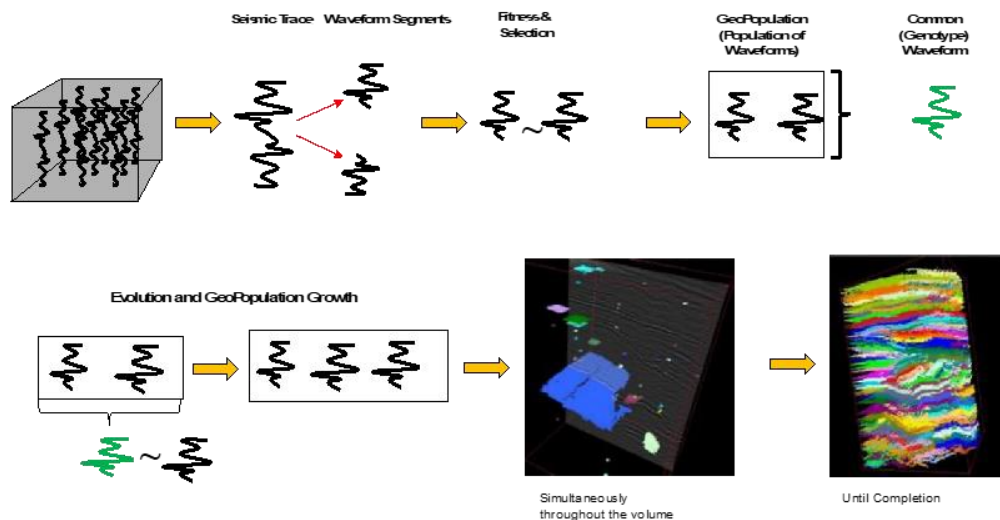 Seismic Trace Waveform Segments
Fitness &
Selection
GeoPopulation
(Population of
Waveforms)
Common
(Genotype)
Waveform
~
Evolution and GeoPopulation Growth
~
Simultaneously
throughout the volume
Until Completion